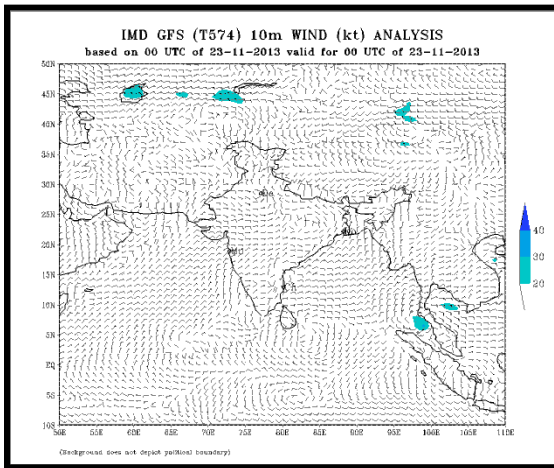 IMD GFS (T574) 10m WIND (kt) ANALYSIS
based on 00 UTC of 23-11-2013 valid for 00 UTC of 23-11-2013
50N
45N
40N
35N
30N
25N
20N
15N
10N
5N
EQ
5S
10S
50E 55E 60E 65E 70E 75E 80E 85E 90E 95E 100E 105E 110E
40
30
20
(Background does not depict political boundary)